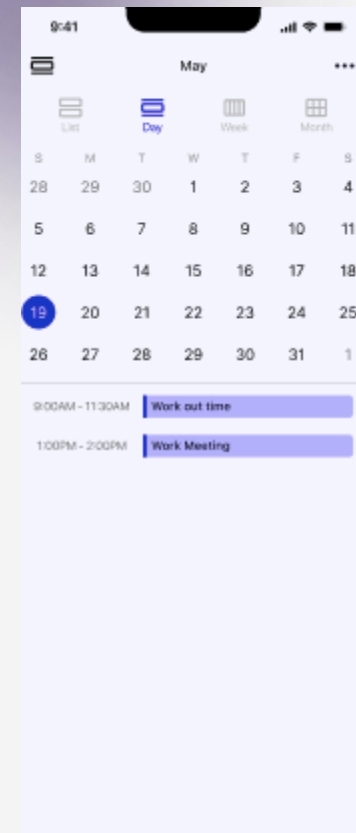 9:41
May
List Day Week Month
S M T W T F S
28 29 30 1 2 3 4
5 6 7 8 9 10 11
12 13 14 15 16 17 18
19 20 21 22 23 24 25
26 27 28 29 30 31 1
9:00AM - 11:30AM Work out time
1:00PM - 2:00PM Work Meeting